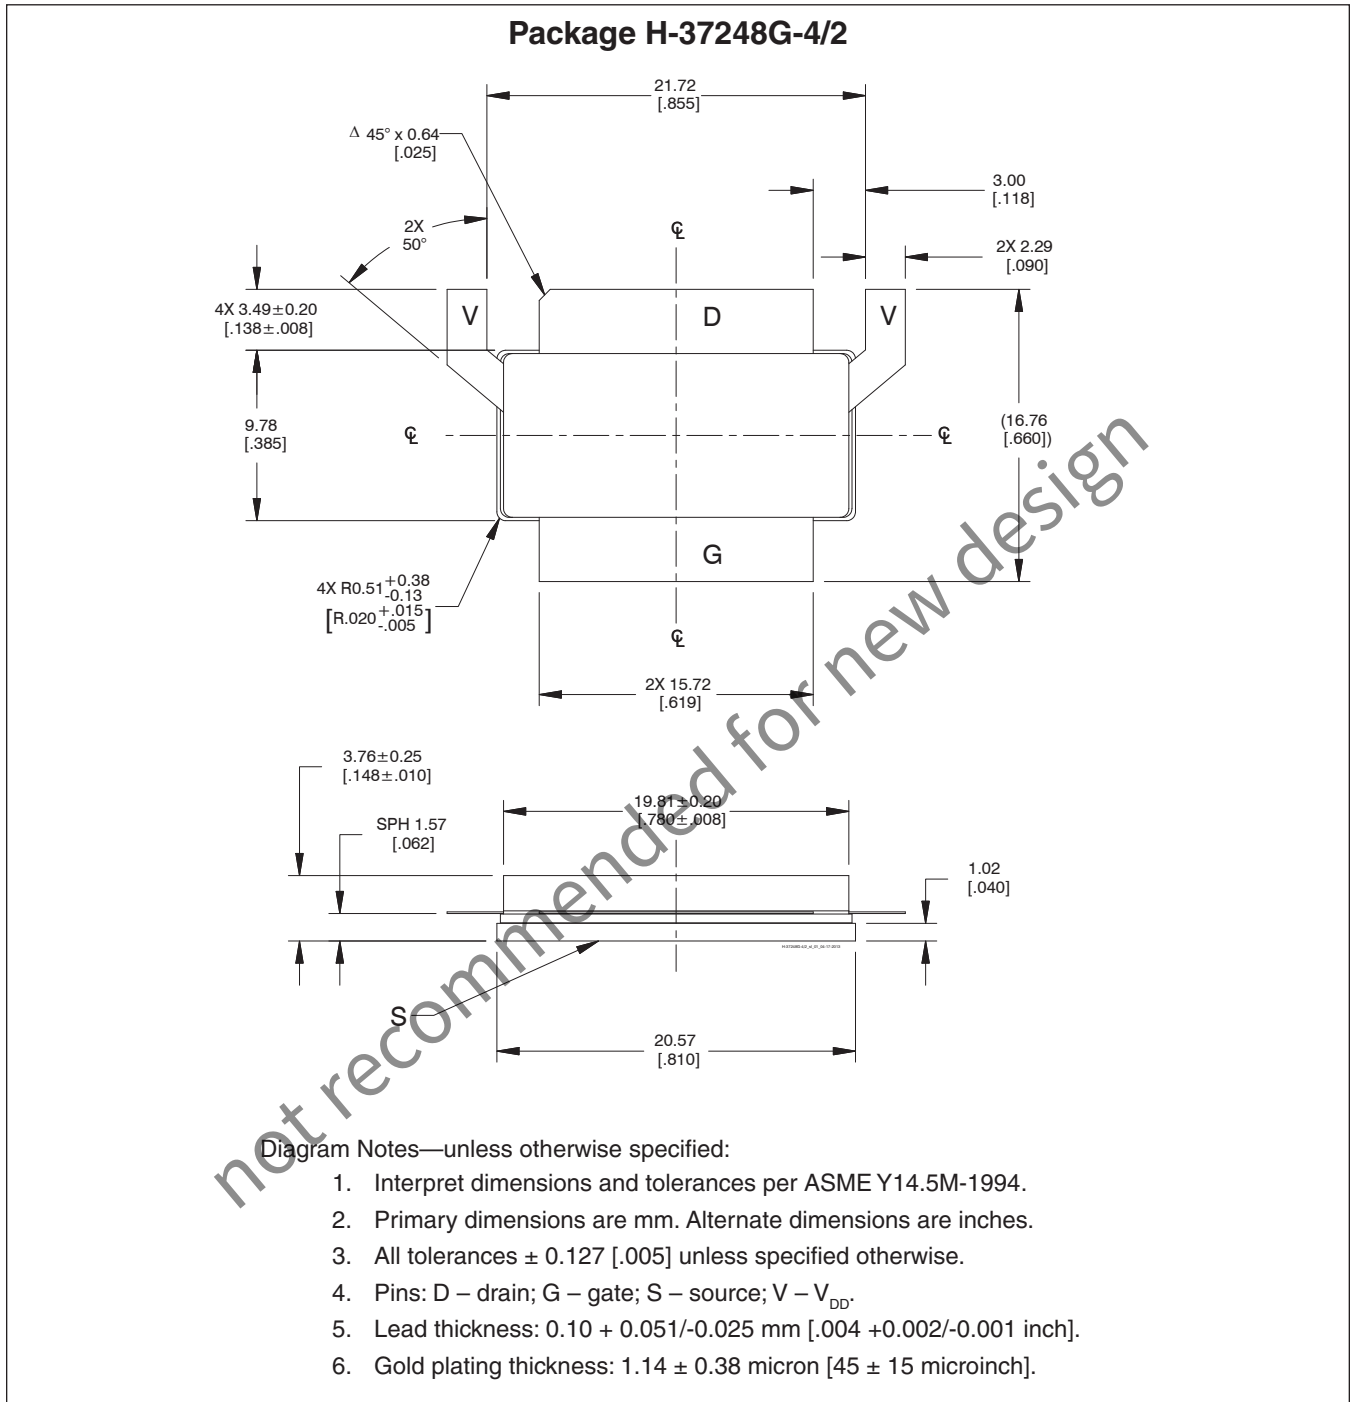 Package H-37248G-4/2
21.72
[.855]
Δ 45° x 0.64
[.025]
3.00
[.118]
2X
50°
℄
2X 2.29
[.090]
4X 3.49±0.20
[.138±.008]
V
D
V
9.78
[.385]
℄
℄
(16.76
[.660])
G
4X R0.51+0.38
-0.13
[R.020+.015
-.005]
℄
2X 15.72
[.619]
3.76±0.25
[.148±.010]
19.81±0.20
[.780±.008]
SPH 1.57
[.062]
1.02
[.040]
S
20.57
[.810]
not recommended for new design
Diagram Notes—unless otherwise specified:
1. Interpret dimensions and tolerances per ASME Y14.5M-1994.
2. Primary dimensions are mm. Alternate dimensions are inches.
3. All tolerances ± 0.127 [.005] unless specified otherwise.
4. Pins: D – drain; G – gate; S – source; V – VDD.
5. Lead thickness: 0.10 + 0.051/-0.025 mm [.004 +0.002/-0.001 inch].
6. Gold plating thickness: 1.14 ± 0.38 micron [45 ± 15 microinch].